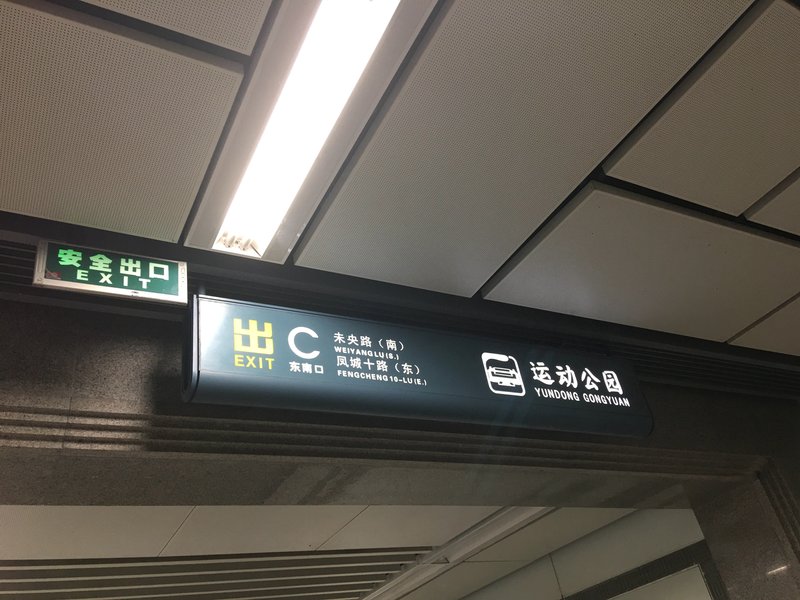 安全出口
EXIT
出
EXIT
C
东南口
未央路（南）
WEIYANG LU(S.)
凤城十路（东）
FENGCHENG 10-LU(E.)
运动公园
YUNDONG GONGYUAN